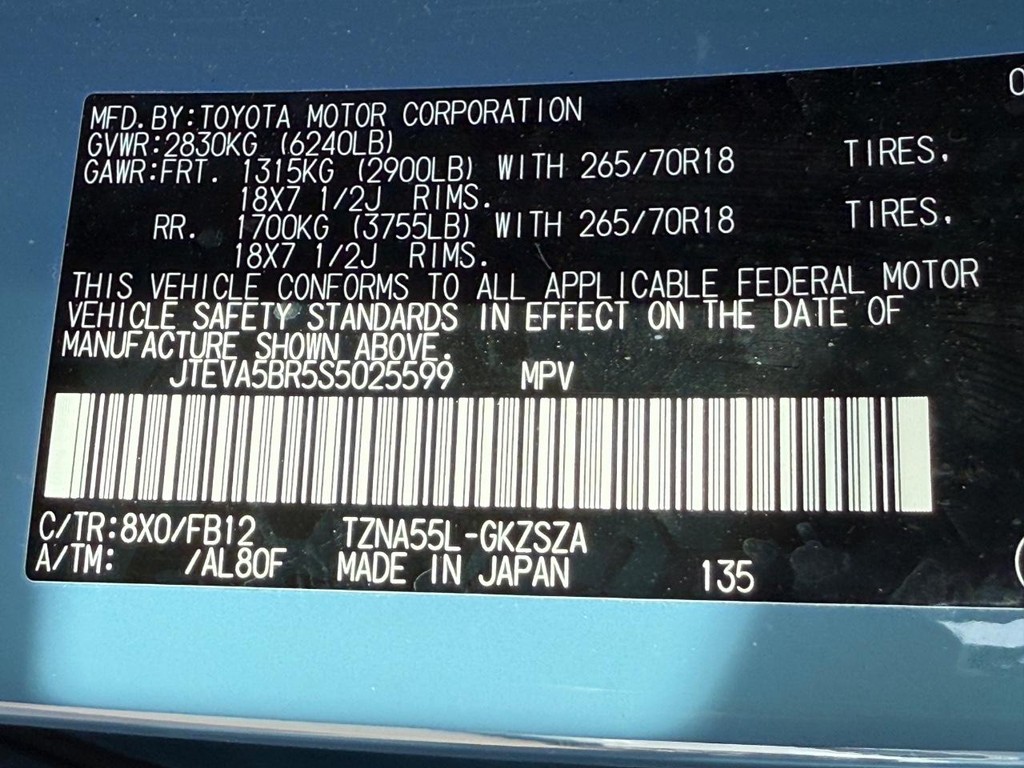 MFD.BY:TOYOTA MOTOR CORPORATION
GVWR:2830KG (6240LB)
GAWR:FRT. 1315KG (2900LB) WITH 265/70R18 TIRES,
18X7 1/2J RIMS.
RR. 1700KG (3755LB) WITH 265/70R18 TIRES,
18X7 1/2J RIMS.
THIS VEHICLE CONFORMS TO ALL APPLICABLE FEDERAL MOTOR
VEHICLE SAFETY STANDARDS IN EFFECT ON THE DATE OF
MANUFACTURE SHOWN ABOVE.
JTEVA5BR5S5025599 MPV
C/TR:8X0/FB12 TZNA55L-GKZSZA
A/TM: /AL80F MADE IN JAPAN 135